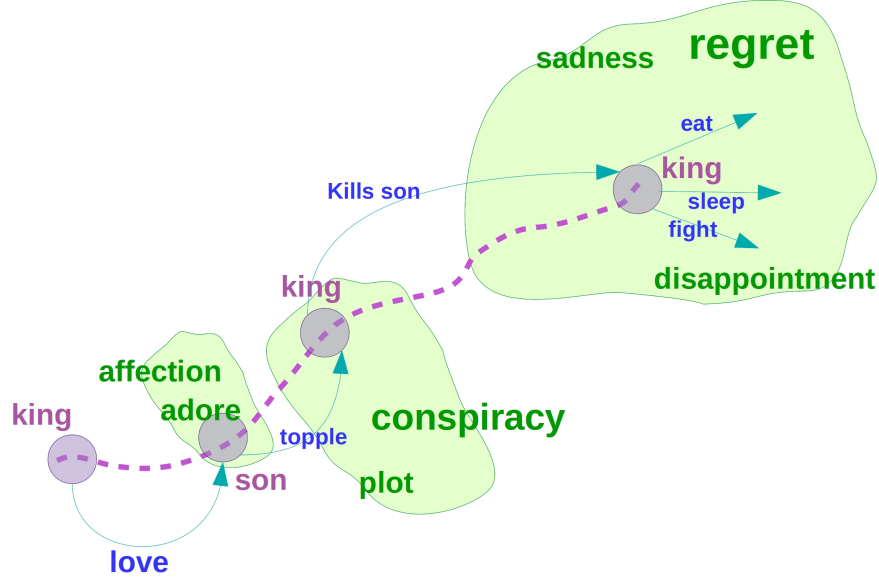 regret
sadness
eat
king
Kills son
sleep
fight
disappointment
king
affection
adore
king
conspiracy
topple
son
plot
love